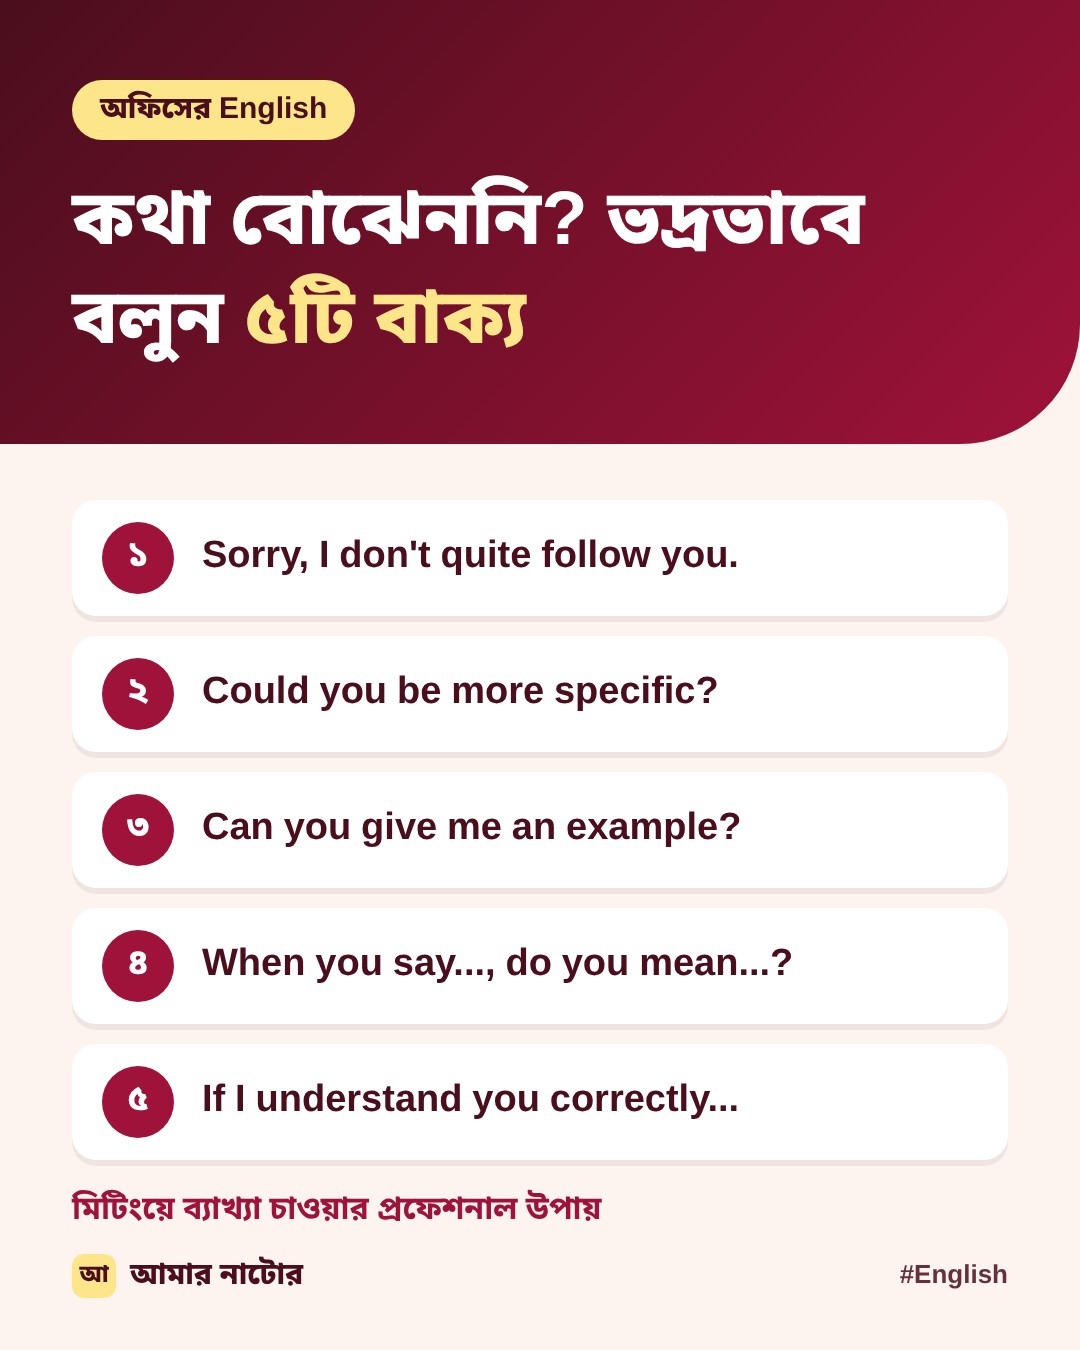 অফিসের English
কথা বোঝেননি? ভদ্রভাবে
বলুন ৫টি বাক্য
১ Sorry, I don't quite follow you.
২ Could you be more specific?
৩ Can you give me an example?
৪ When you say..., do you mean...?
৫ If I understand you correctly...
মিটিংয়ে ব্যাখ্যা চাওয়ার প্রফেশনাল উপায়
আ আমার নাটোর #English